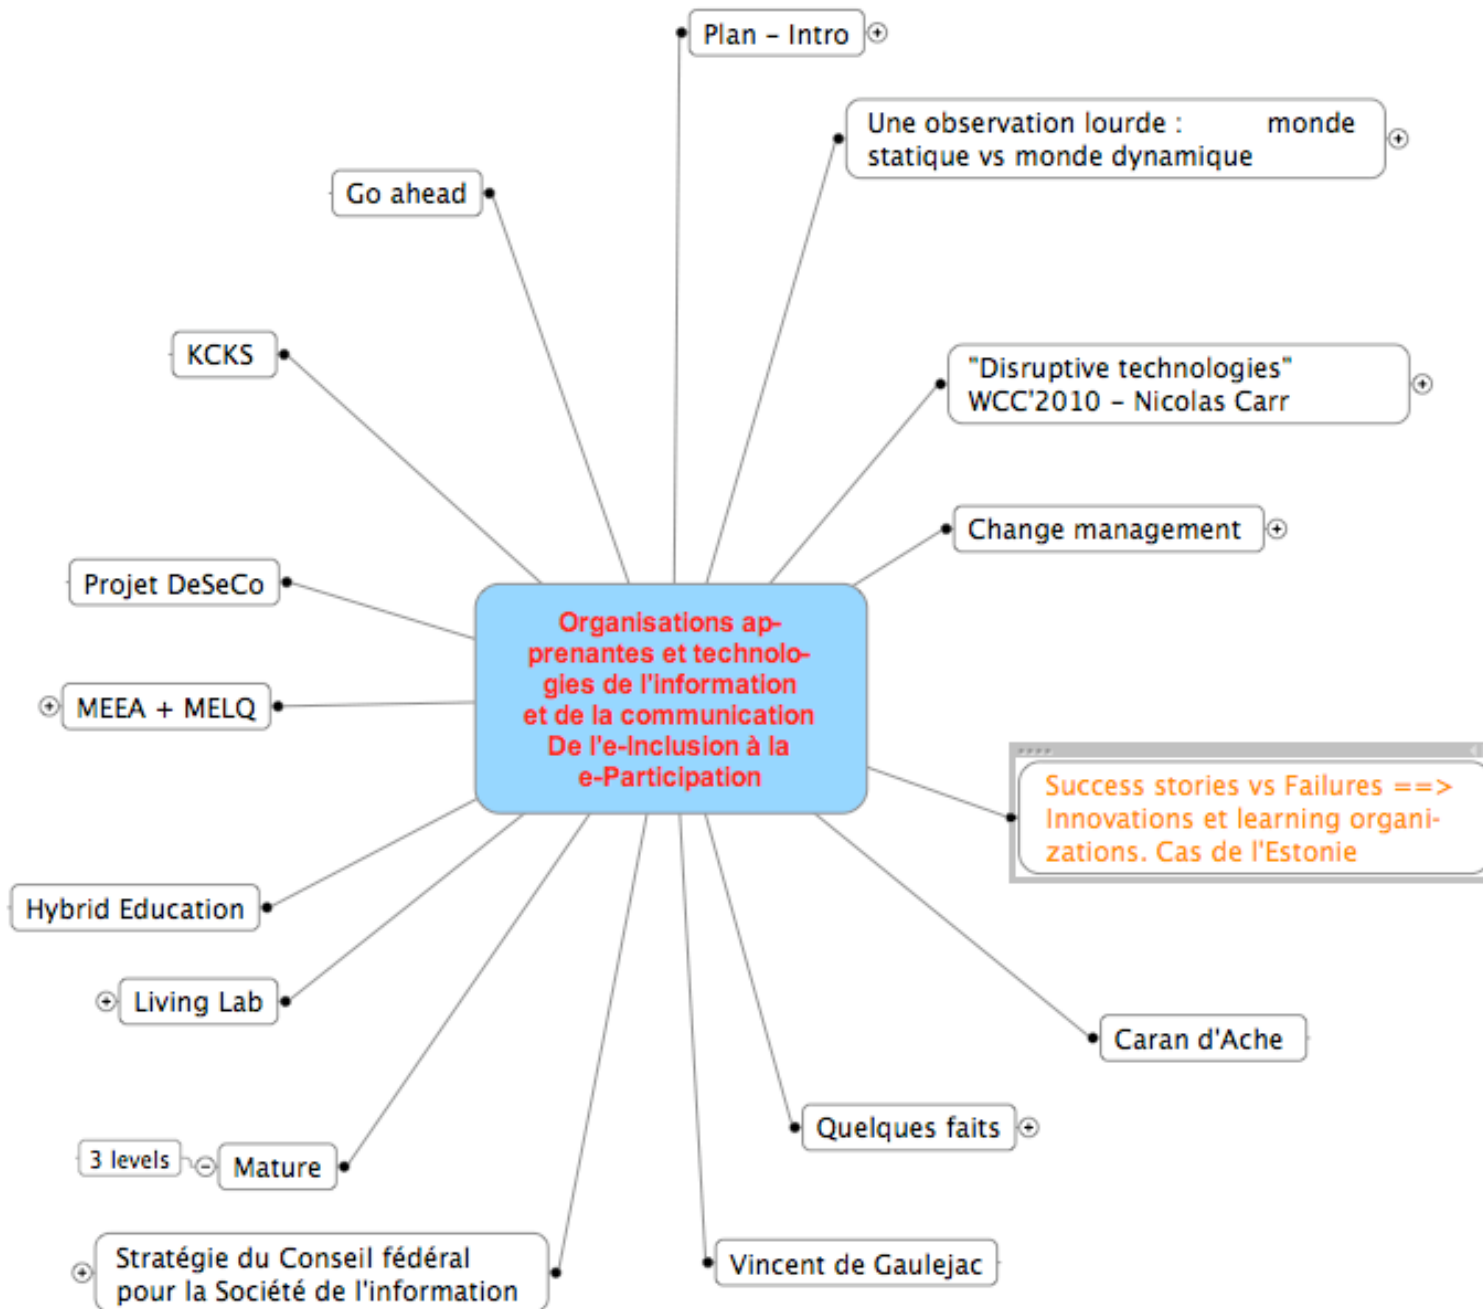 Plan – Intro
Une observation lourde : monde
statique vs monde dynamique
Go ahead
KCKS
"Disruptive technologies"
WCC'2010 – Nicolas Carr
Change management
Projet DeSeCo
Organisations ap-
prenantes et technolo-
gies de l'information
et de la communication
De l'e-Inclusion à la
e-Participation
MEEA + MELQ
Success stories vs Failures ==>
Innovations et learning organi-
zations. Cas de l'Estonie
Hybrid Education
Living Lab
Caran d'Ache
Quelques faits
3 levels
Mature
Vincent de Gaulejac
Stratégie du Conseil fédéral
pour la Société de l'information